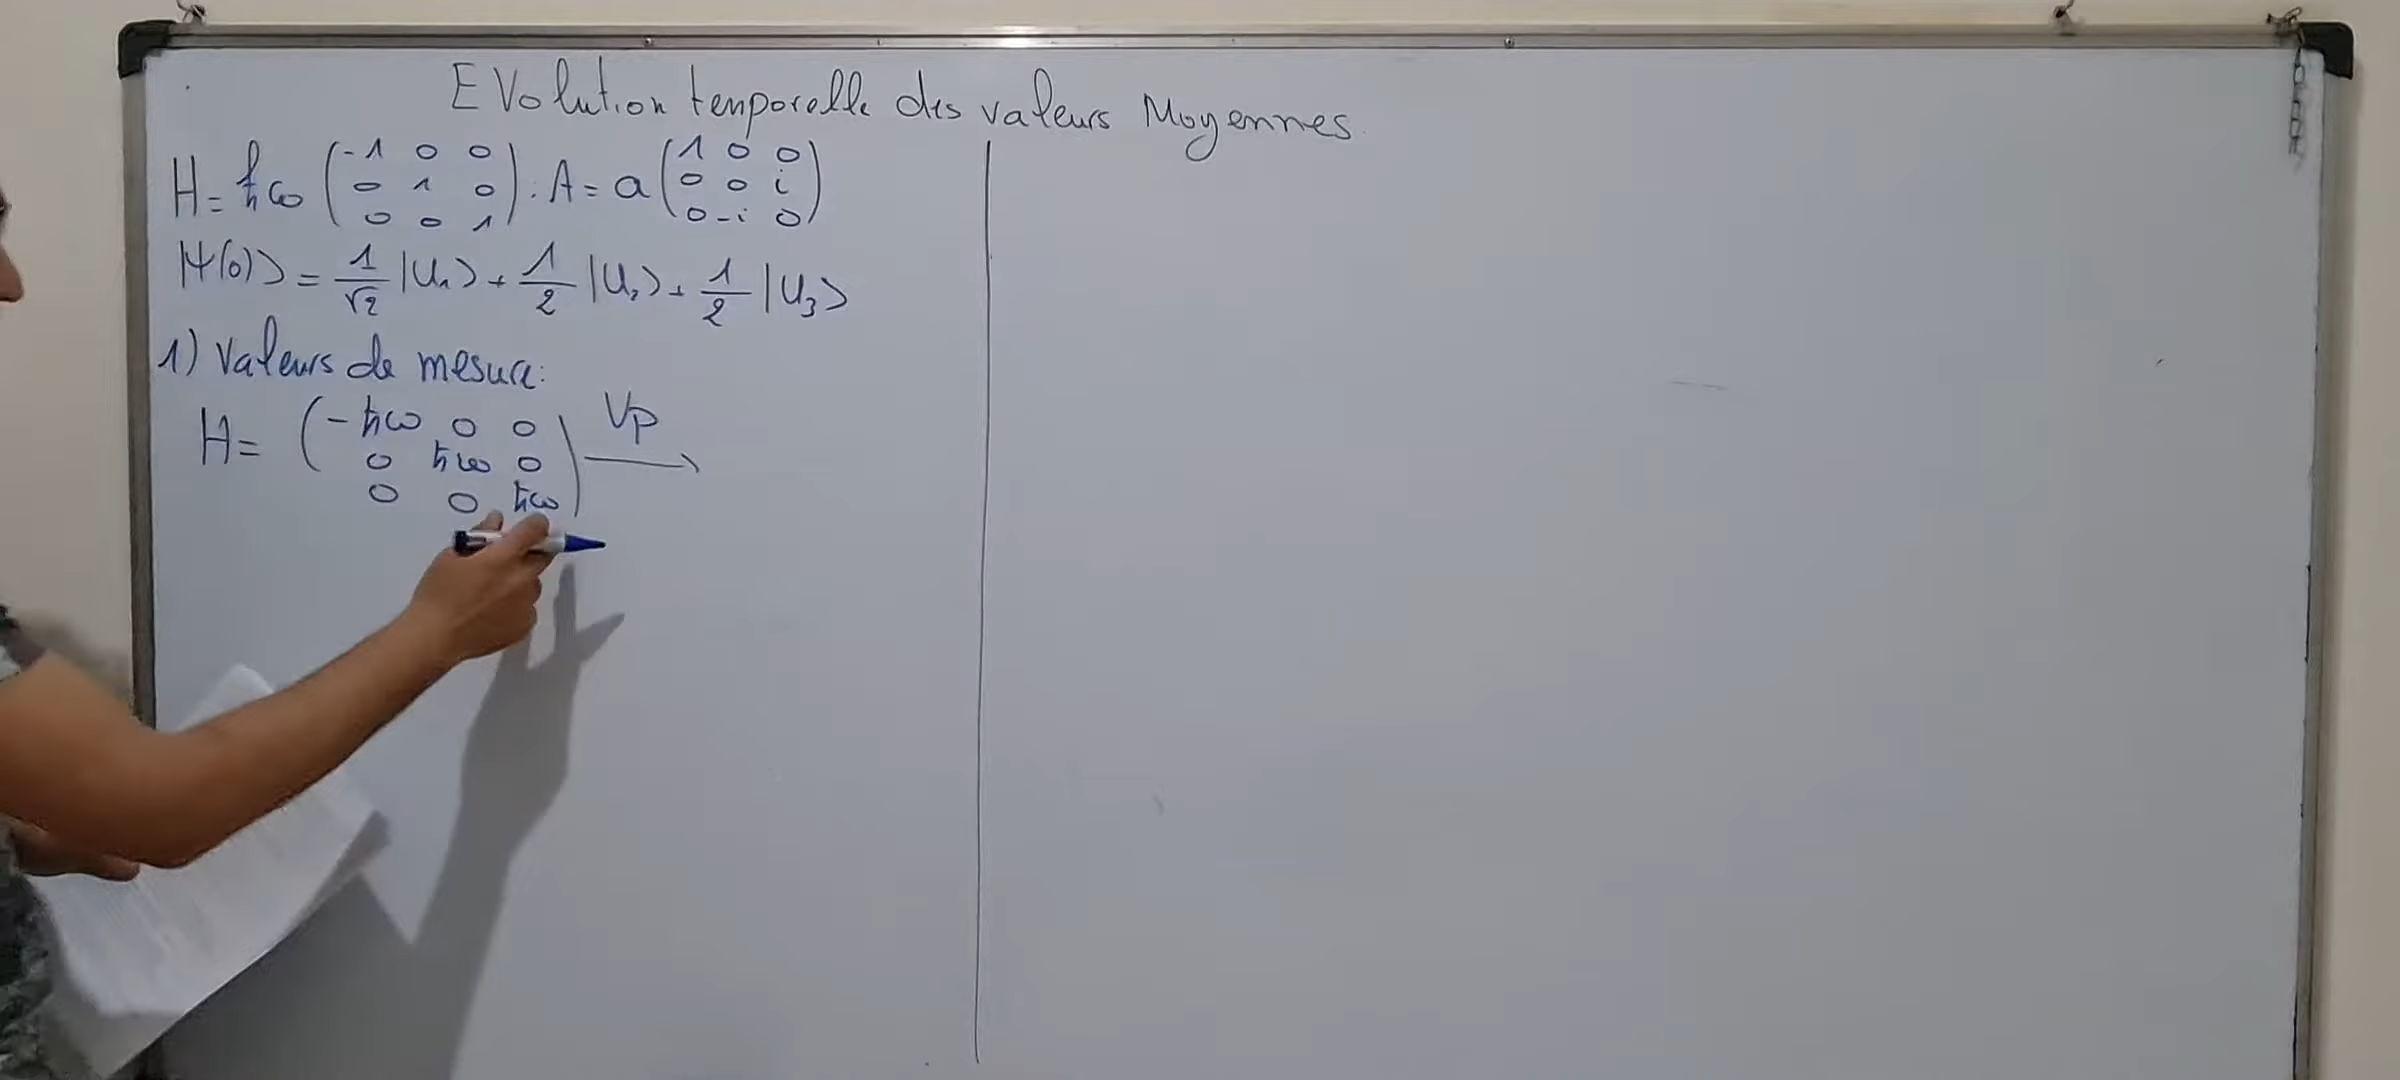 EVolution temporelle des valeurs Moyennes
H = ħω (-1 0 0 ; 0 1 0 ; 0 0 1) . A = a (1 0 0 ; 0 0 i ; 0 -i 0)
|Ψ(0)> = 1/√2 |U₁> + 1/2 |U₂> + 1/2 |U₃>
1) Valeurs de mesure:
H = (-ħω 0 0 ; 0 ħω 0 ; 0 0 ħω) Vp →